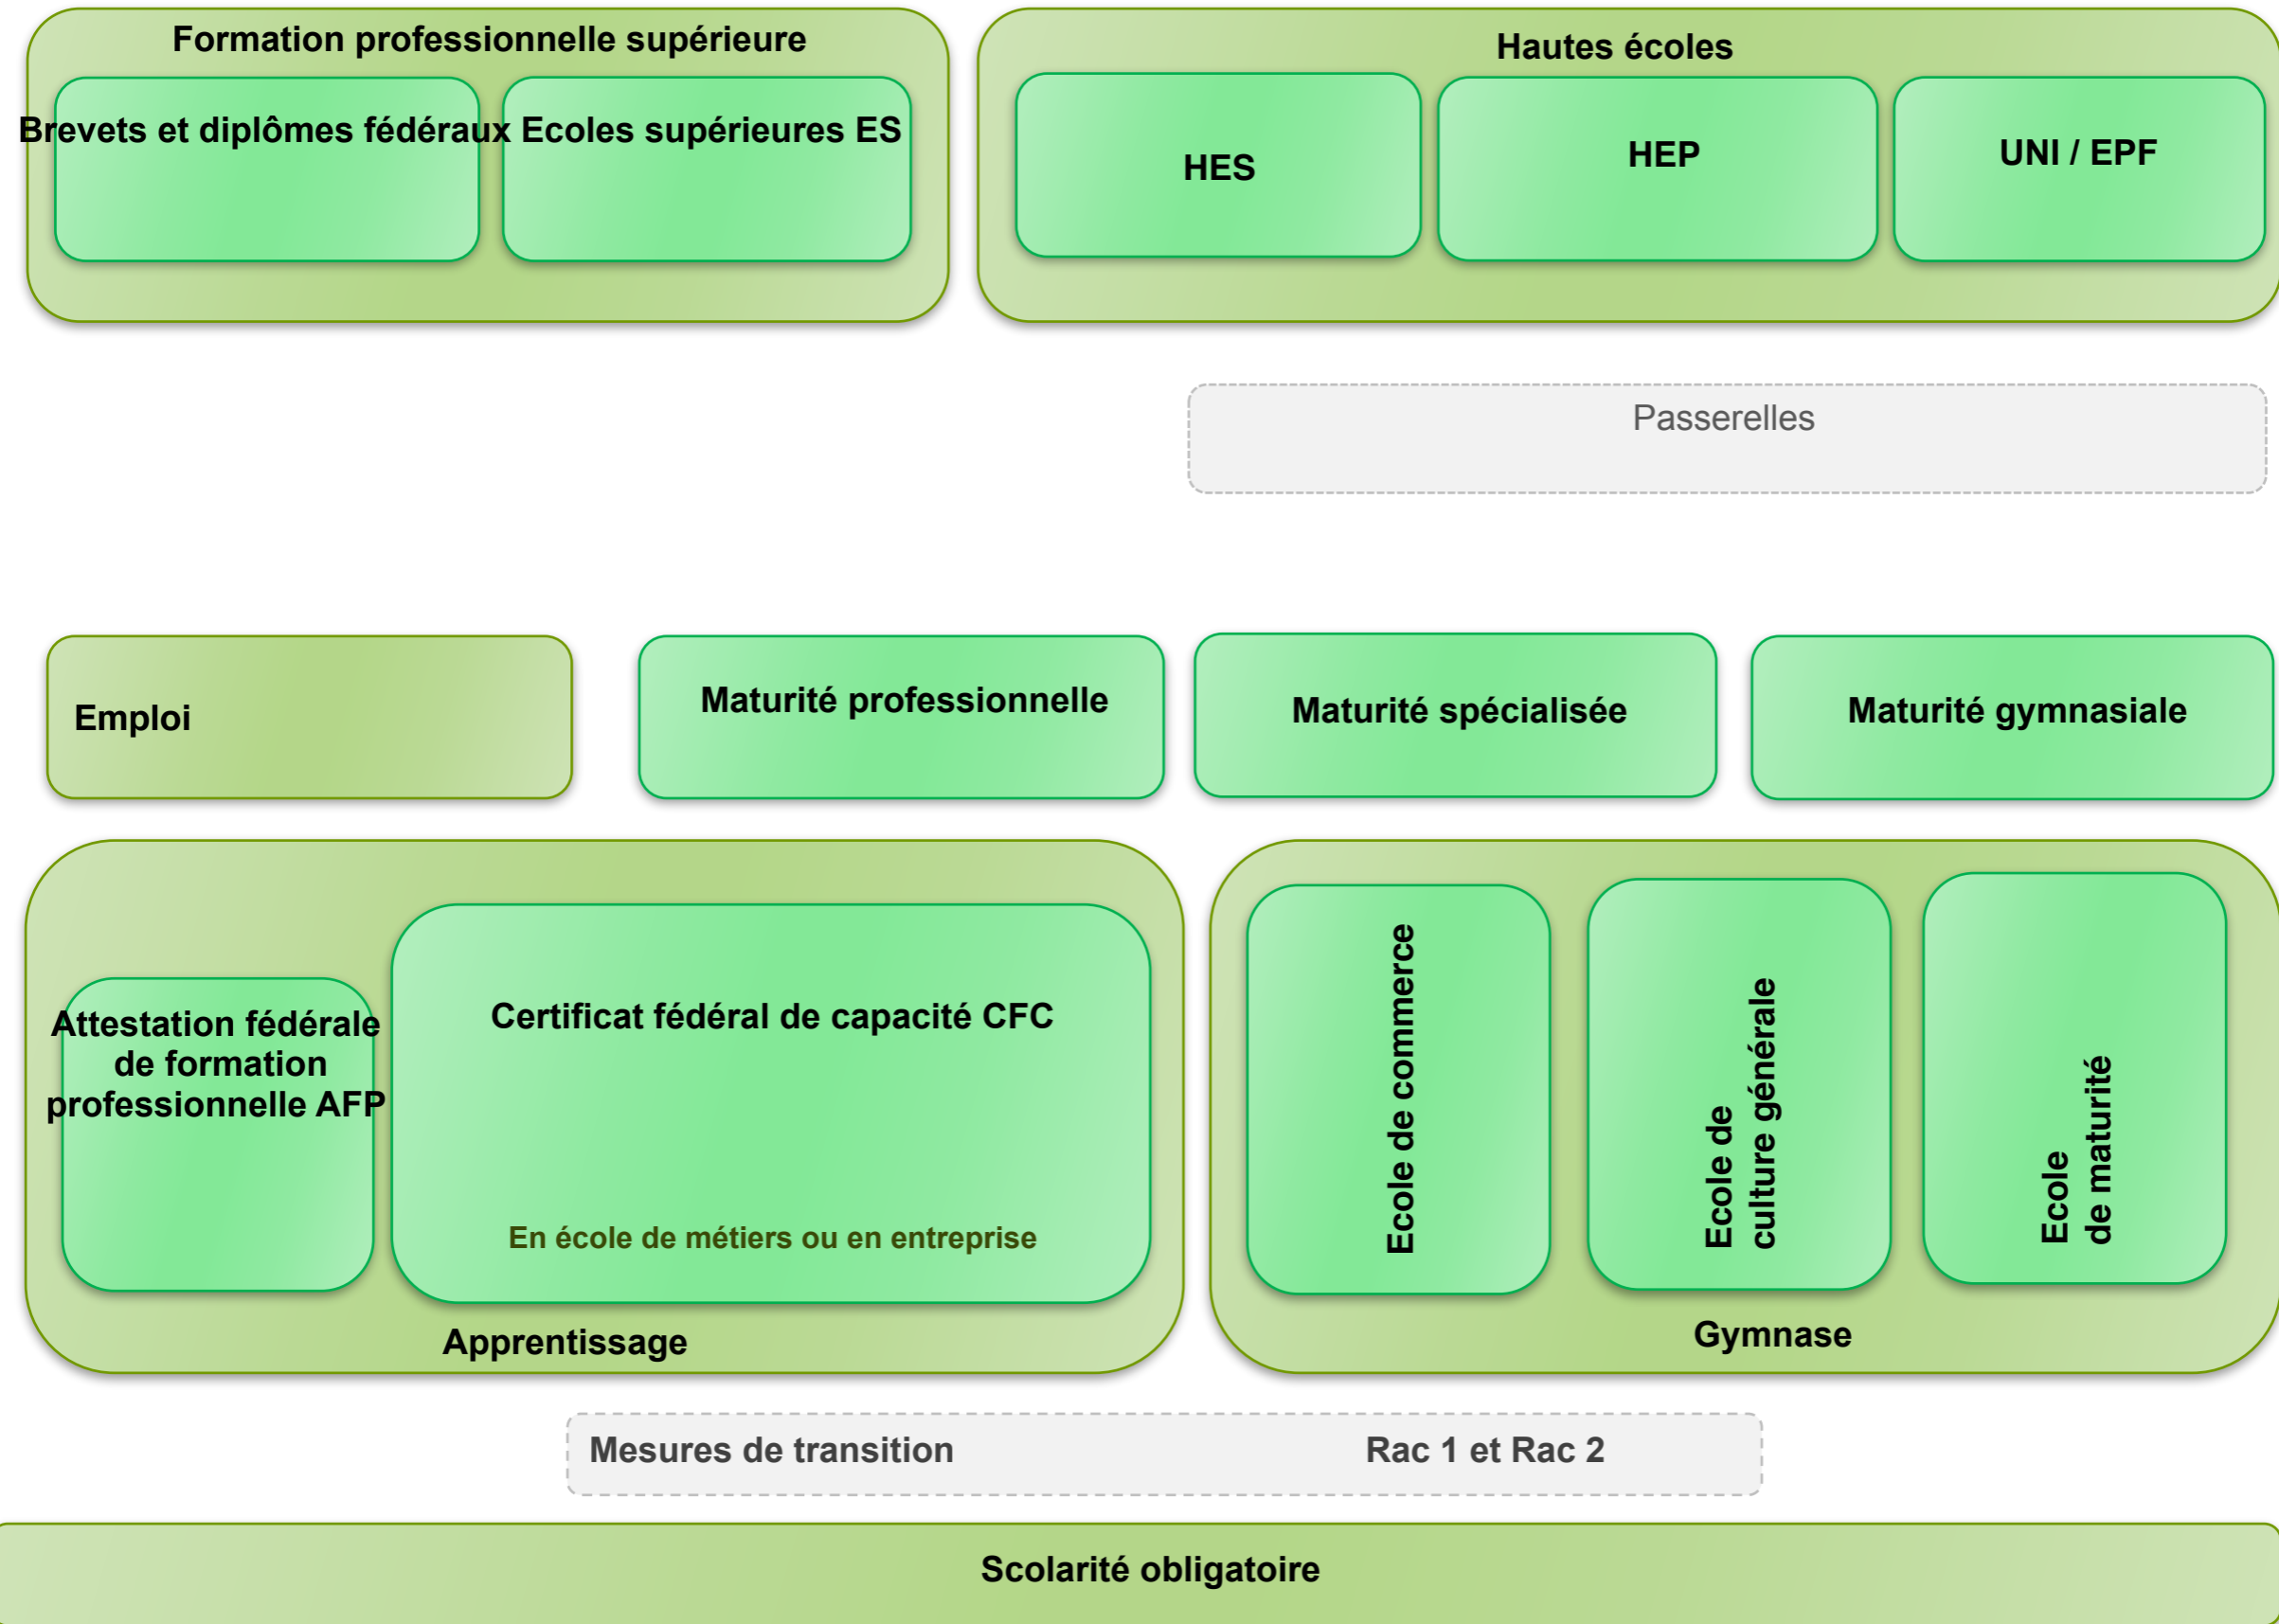 Formation professionnelle supérieure
Hautes écoles
Brevets et diplômes fédéraux
Ecoles supérieures ES
HES
HEP
UNI / EPF
Passerelles
Emploi
Maturité professionnelle
Maturité spécialisée
Maturité gymnasiale
Attestation fédérale
de formation
professionnelle AFP
Certificat fédéral de capacité CFC
En école de métiers ou en entreprise
Apprentissage
Ecole de commerce
Ecole de
culture générale
Ecole
de maturité
Gymnase
Mesures de transition
Rac 1 et Rac 2
Scolarité obligatoire